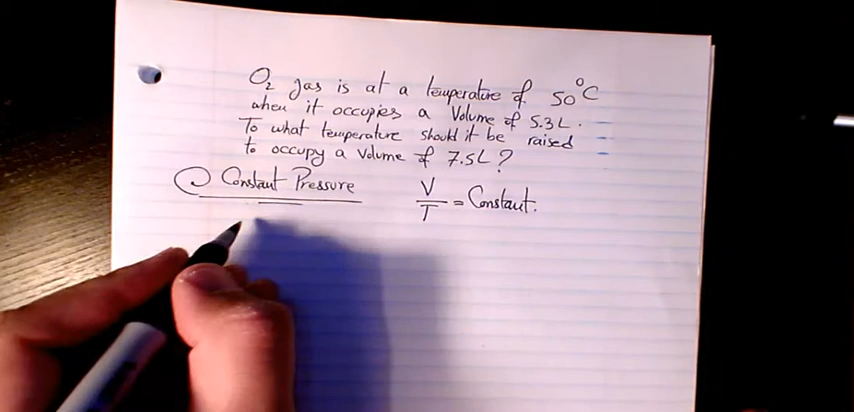 O₂ gas is at a temperature of 50°C
when it occupies a Volume of 5.3L.
To what temperature should it be raised
to occupy a Volume of 7.5L?
@ Constant Pressure
V/T = Constant.